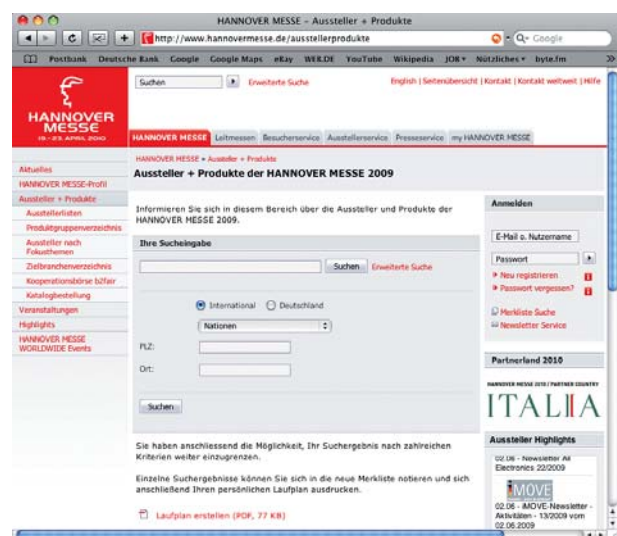 HANNOVER MESSE – Aussteller + Produkte
http://www.hannovermesse.de/ausstellerprodukte
Google
Postbank Deutsche Bank Google Google Maps eBay WEB.DE YouTube Wikipedia JOB▾ Nützliches▾ byte.fm
HANNOVER
MESSE
19.–23. APRIL 2010
Suchen
Erweiterte Suche
English | Seitenübersicht | Kontakt | Kontakt weltweit | Hilfe
HANNOVER MESSE Leitmessen Besucherservice Ausstellerservice Presseservice my HANNOVER MESSE
Aktuelles
HANNOVER MESSE-Profil
Aussteller + Produkte
Ausstellerlisten
Produktgruppenverzeichnis
Aussteller nach
Fokusthemen
Zielbranchenverzeichnis
Kooperationsbörse b2fair
Katalogbestellung
Veranstaltungen
Highlights
HANNOVER MESSE
WORLDWIDE Events
HANNOVER MESSE » Aussteller + Produkte
Aussteller + Produkte der HANNOVER MESSE 2009
Informieren Sie sich in diesem Bereich über die Aussteller und Produkte der
HANNOVER MESSE 2009.
Ihre Sucheingabe
Suchen Erweiterte Suche
International Deutschland
Nationen
PLZ:
Ort:
Suchen
Sie haben anschliessend die Möglichkeit, Ihr Suchergebnis nach zahlreichen
Kriterien weiter einzugrenzen.
Einzelne Suchergebnisse können Sie sich in die neue Merkliste notieren und sich
anschließend Ihren persönlichen Laufplan ausdrucken.
Laufplan erstellen (PDF, 77 KB)
Anmelden
E-Mail o. Nutzername
Passwort
Neu registrieren
Passwort vergessen?
Merkliste Suche
Newsletter Service
Partnerland 2010
HANNOVER MESSE 2010 / PARTNER COUNTRY
ITALIA
Aussteller Highlights
02.06 - Newsletter All
Electronics 22/2009
iMOVE
02.06 - iMOVE-Newsletter -
Aktivitäten - 13/2009 vom
02.06.2009